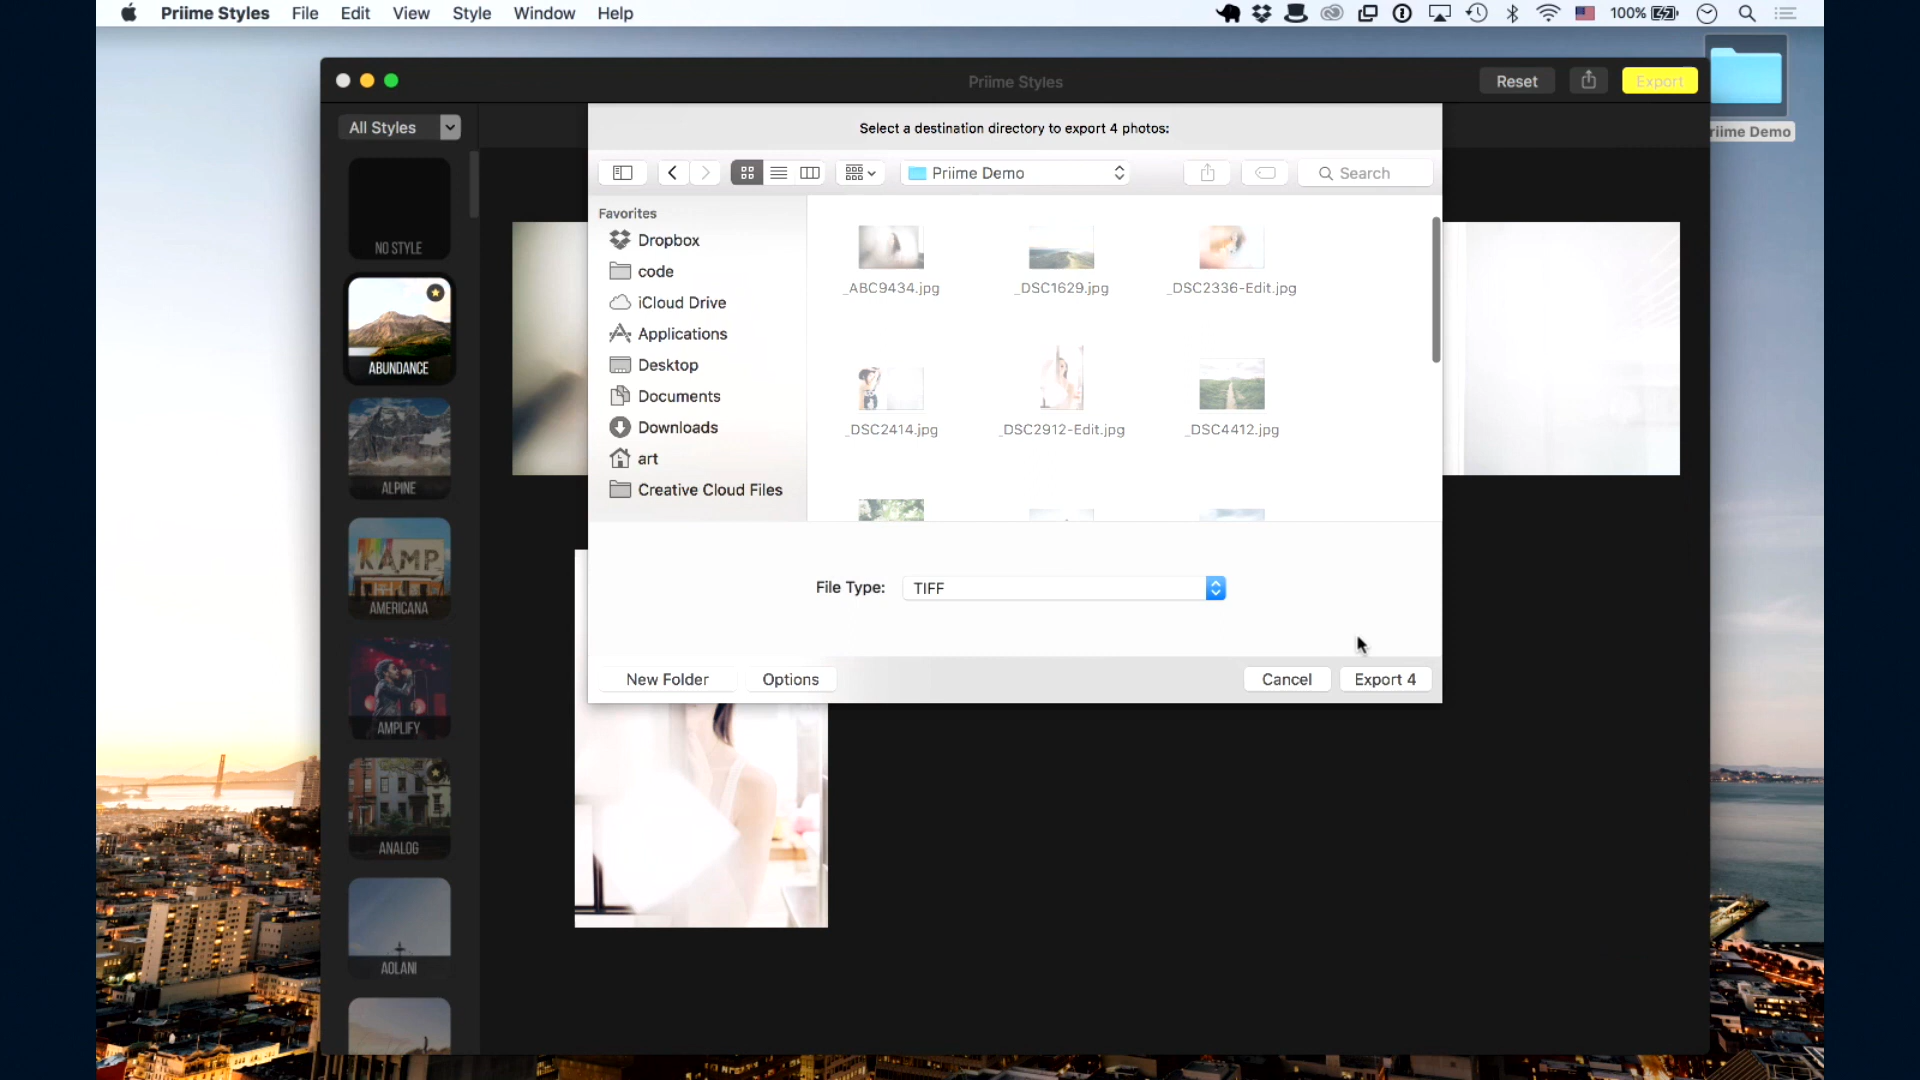 Priime Styles File Edit View Style Window Help 100%
Priime Styles Reset Export
riime Demo
All Styles
Select a destination directory to export 4 photos:
Priime Demo Search
Favorites
Dropbox
code
iCloud Drive
Applications
Desktop
Documents
Downloads
art
Creative Cloud Files
_ABC9434.jpg _DSC1629.jpg _DSC2336-Edit.jpg
_DSC2414.jpg _DSC2912-Edit.jpg _DSC4412.jpg
File Type: TIFF
New Folder Options Cancel Export 4
NO STYLE
ABUNDANCE
ALPINE
KAMP
AMERICANA
AMPLIFY
ANALOG
AOLANI